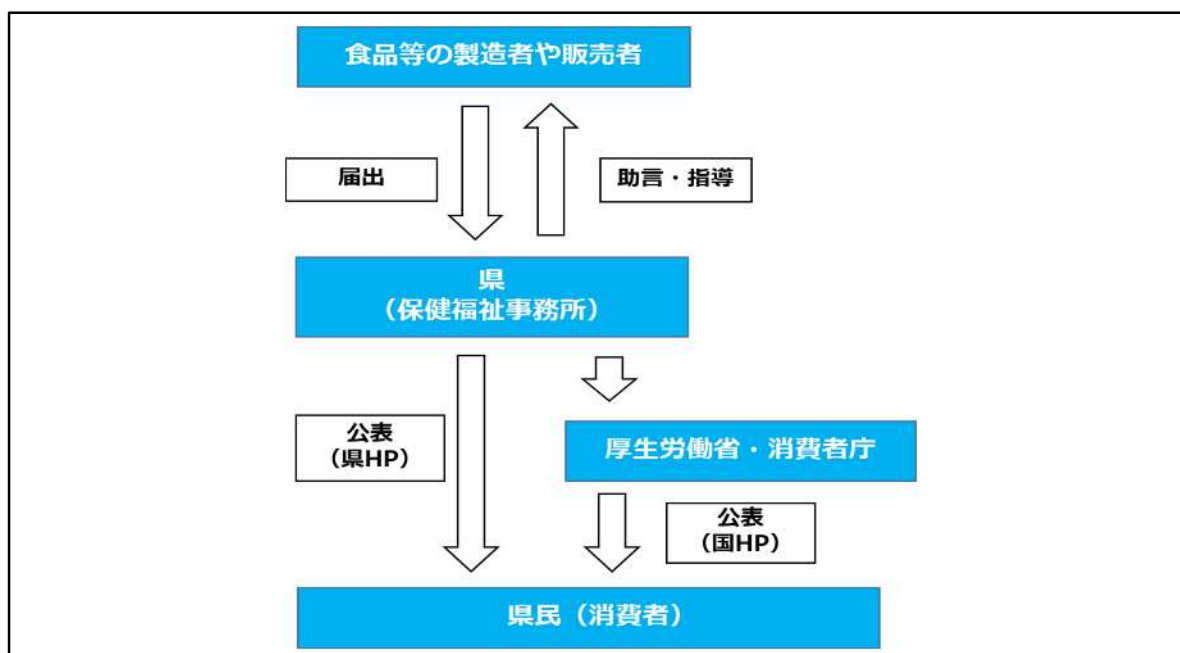 食品等の製造者や販売者
届出
助言・指導
県
（保健福祉事務所）
公表
（県HP）
厚生労働省・消費者庁
公表
（国HP）
県民（消費者）